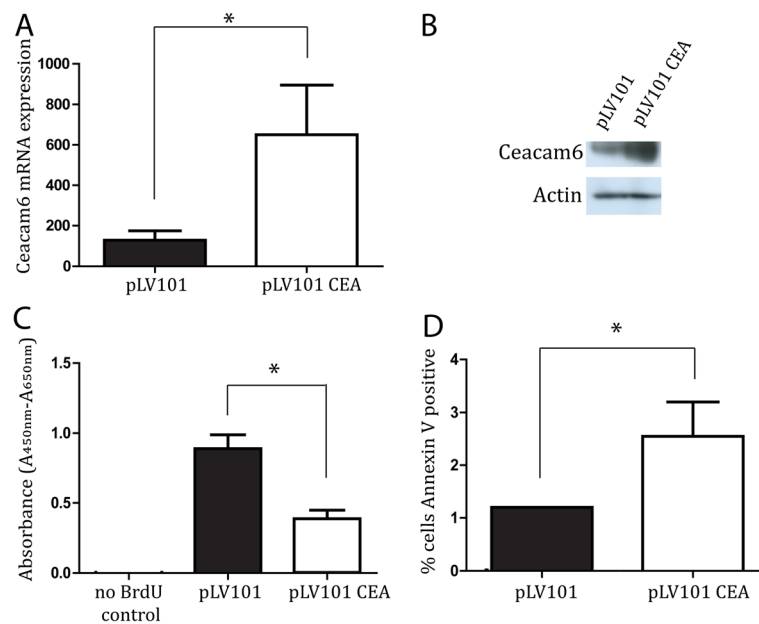 A
*
Ceacam6 mRNA expression
1000
800
600
400
200
0
pLV101
pLV101 CEA
B
pLV101
pLV101 CEA
Ceacam6
Actin
C
*
Absorbance (A450nm-A650nm)
1.5
1.0
0.5
0.0
no BrdU
control
pLV101
pLV101 CEA
D
*
% cells Annexin V positive
4
3
2
1
0
pLV101
pLV101 CEA